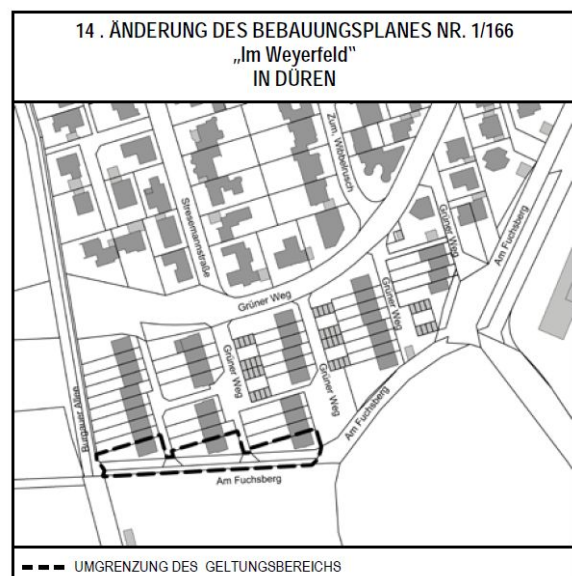 14 . ÄNDERUNG DES BEBAUUNGSPLANES NR. 1/166
„Im Weyerfeld"
IN DÜREN
Zum Wibbelrusch
Stresemannstraße
Grüner Weg
Am Fuchsberg
Grüner Weg
Grüner Weg
Grüner Weg
Grüner Weg
Burgauer Allee
Am Fuchsberg
Am Fuchsberg
UMGRENZUNG DES GELTUNGSBEREICHS